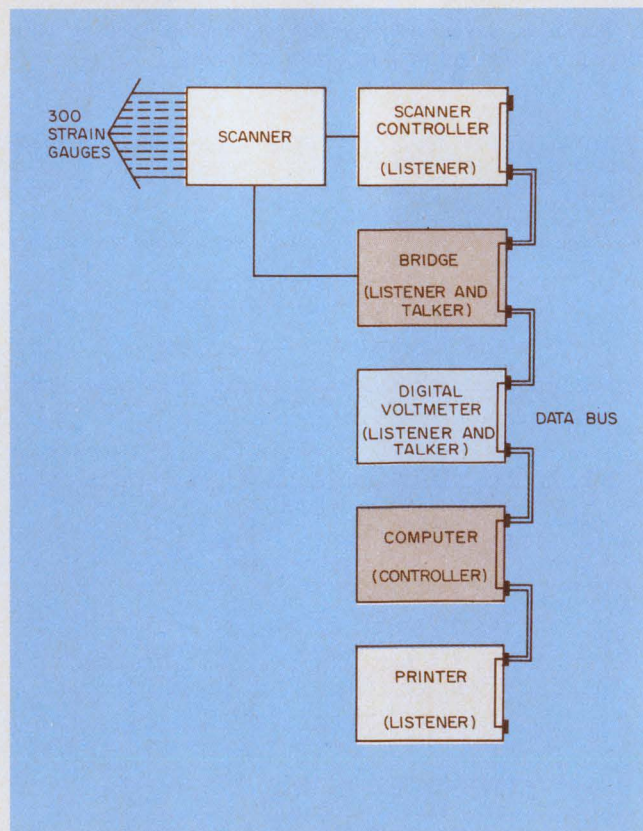 300
STRAIN
GAUGES
SCANNER
SCANNER
CONTROLLER
(LISTENER)
BRIDGE
(LISTENER AND
TALKER)
DIGITAL
VOLTMETER
(LISTENER AND
TALKER)
DATA BUS
COMPUTER
(CONTROLLER)
PRINTER
(LISTENER)